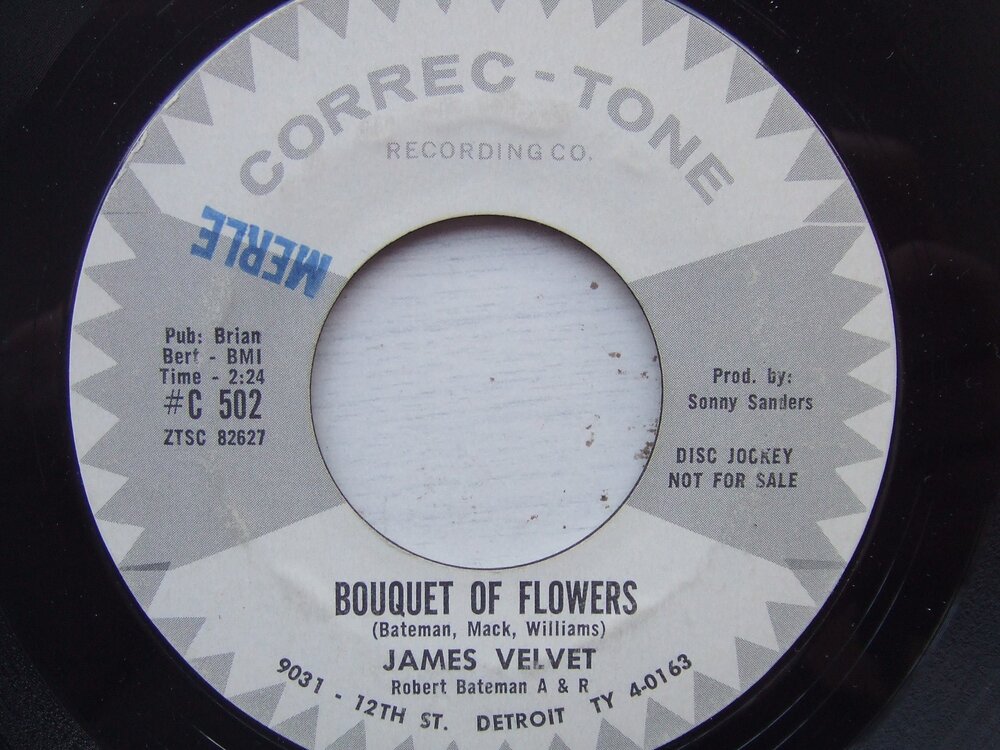 CORREC-TONE
RECORDING CO.
MERLE
Pub: Brian
Bert - BMI
Time - 2:24
#C 502
ZTSC 82627
Prod. by:
Sonny Sanders
DISC JOCKEY
NOT FOR SALE
BOUQUET OF FLOWERS
(Bateman, Mack, Williams)
JAMES VELVET
Robert Bateman A & R
9031 - 12TH ST. DETROIT TY 4-0163